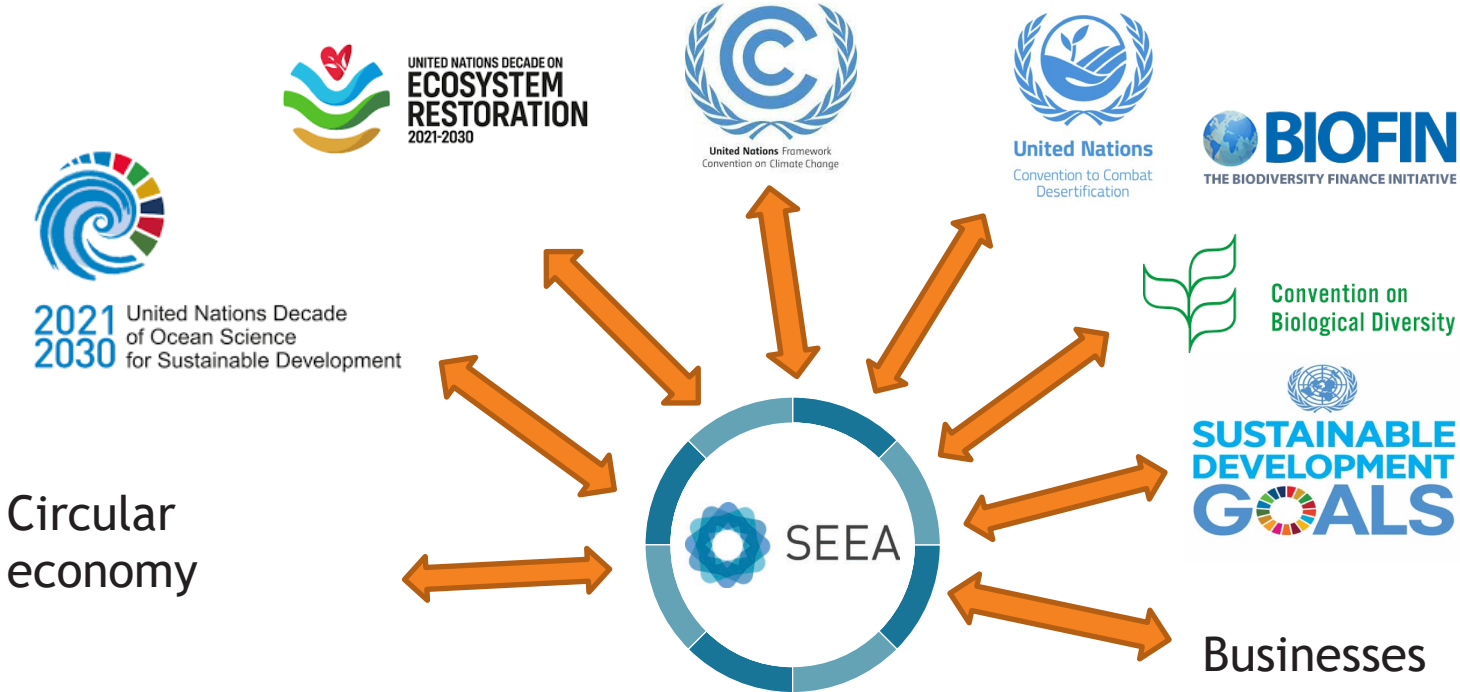 UNITED NATIONS DECADE ON
ECOSYSTEM
RESTORATION
2021-2030
United Nations Framework
Convention on Climate Change
United Nations
Convention to Combat
Desertification
BIOFIN
THE BIODIVERSITY FINANCE INITIATIVE
2021
2030
United Nations Decade
of Ocean Science
for Sustainable Development
Convention on
Biological Diversity
SUSTAINABLE
DEVELOPMENT
GOALS
Circular
economy
SEEA
Businesses